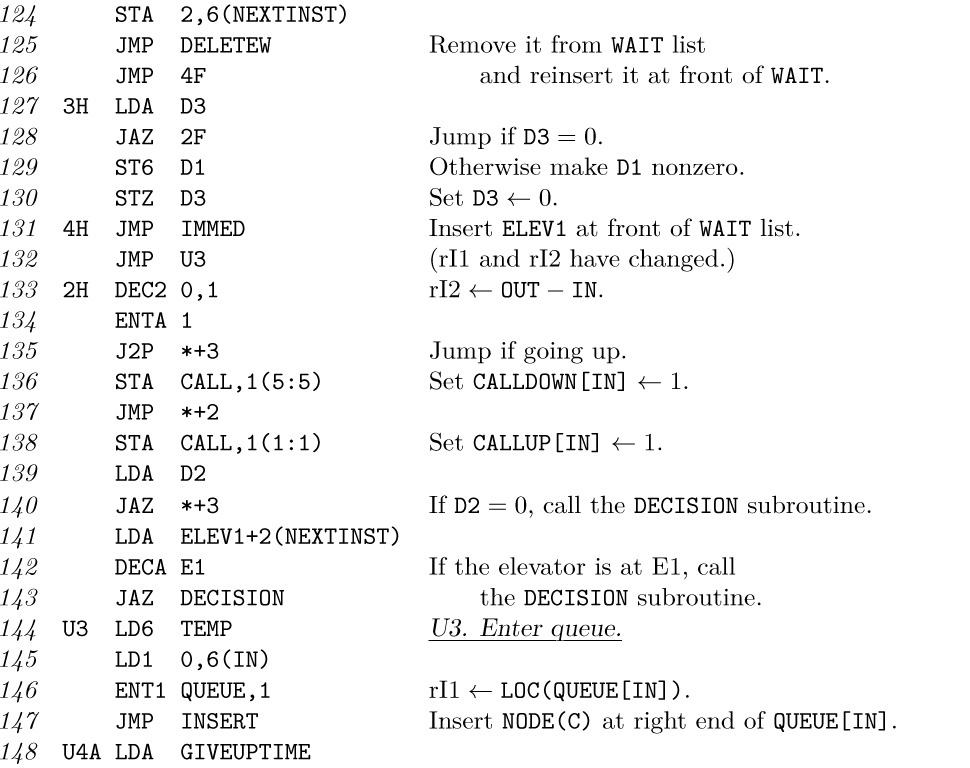 124 STA 2,6(NEXTINST)
125 JMP DELETEW Remove it from WAIT list
126 JMP 4F and reinsert it at front of WAIT.
127 3H LDA D3
128 JAZ 2F Jump if D3 = 0.
129 ST6 D1 Otherwise make D1 nonzero.
130 STZ D3 Set D3 ← 0.
131 4H JMP IMMED Insert ELEV1 at front of WAIT list.
132 JMP U3 (rI1 and rI2 have changed.)
133 2H DEC2 0,1 rI2 ← OUT − IN.
134 ENTA 1
135 J2P *+3 Jump if going up.
136 STA CALL,1(5:5) Set CALLDOWN[IN] ← 1.
137 JMP *+2
138 STA CALL,1(1:1) Set CALLUP[IN] ← 1.
139 LDA D2
140 JAZ *+3 If D2 = 0, call the DECISION subroutine.
141 LDA ELEV1+2(NEXTINST)
142 DECA E1 If the elevator is at E1, call
143 JAZ DECISION the DECISION subroutine.
144 U3 LD6 TEMP U3. Enter queue.
145 LD1 0,6(IN)
146 ENT1 QUEUE,1 rI1 ← LOC(QUEUE[IN]).
147 JMP INSERT Insert NODE(C) at right end of QUEUE[IN].
148 U4A LDA GIVEUPTIME